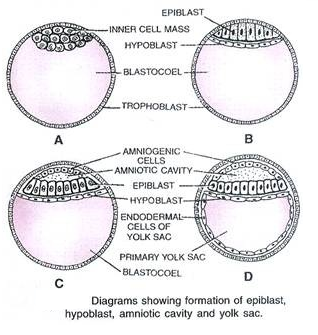 EPIBLAST
INNER CELL MASS
HYPOBLAST
BLASTOCOEL
TROPHOBLAST
A
B
AMNIOGENIC
CELLS
AMNIOTIC CAVITY
EPIBLAST
HYPOBLAST
ENDODERMAL
CELLS OF
YOLK SAC
PRIMARY YOLK SAC
BLASTOCOEL
C
D
Diagrams showing formation of epiblast,
hypoblast, amniotic cavity and yolk sac.